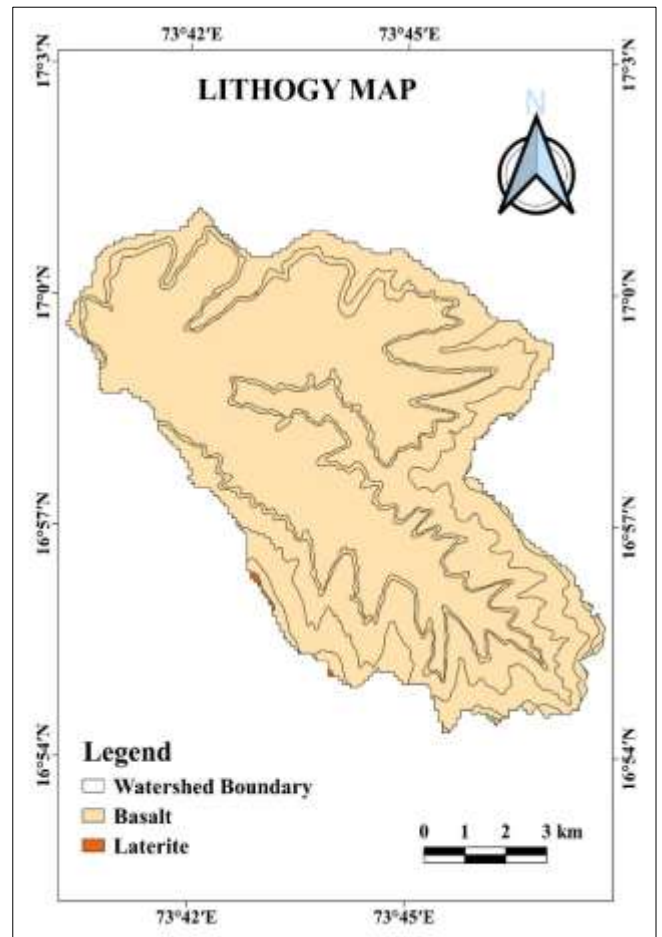 73°42'E 73°45'E
17°3'N 17°3'N
LITHOGY MAP
N
17°0'N 17°0'N
16°57'N 16°57'N
16°54'N 16°54'N
Legend
Watershed Boundary
Basalt
Laterite
0 1 2 3 km
73°42'E 73°45'E